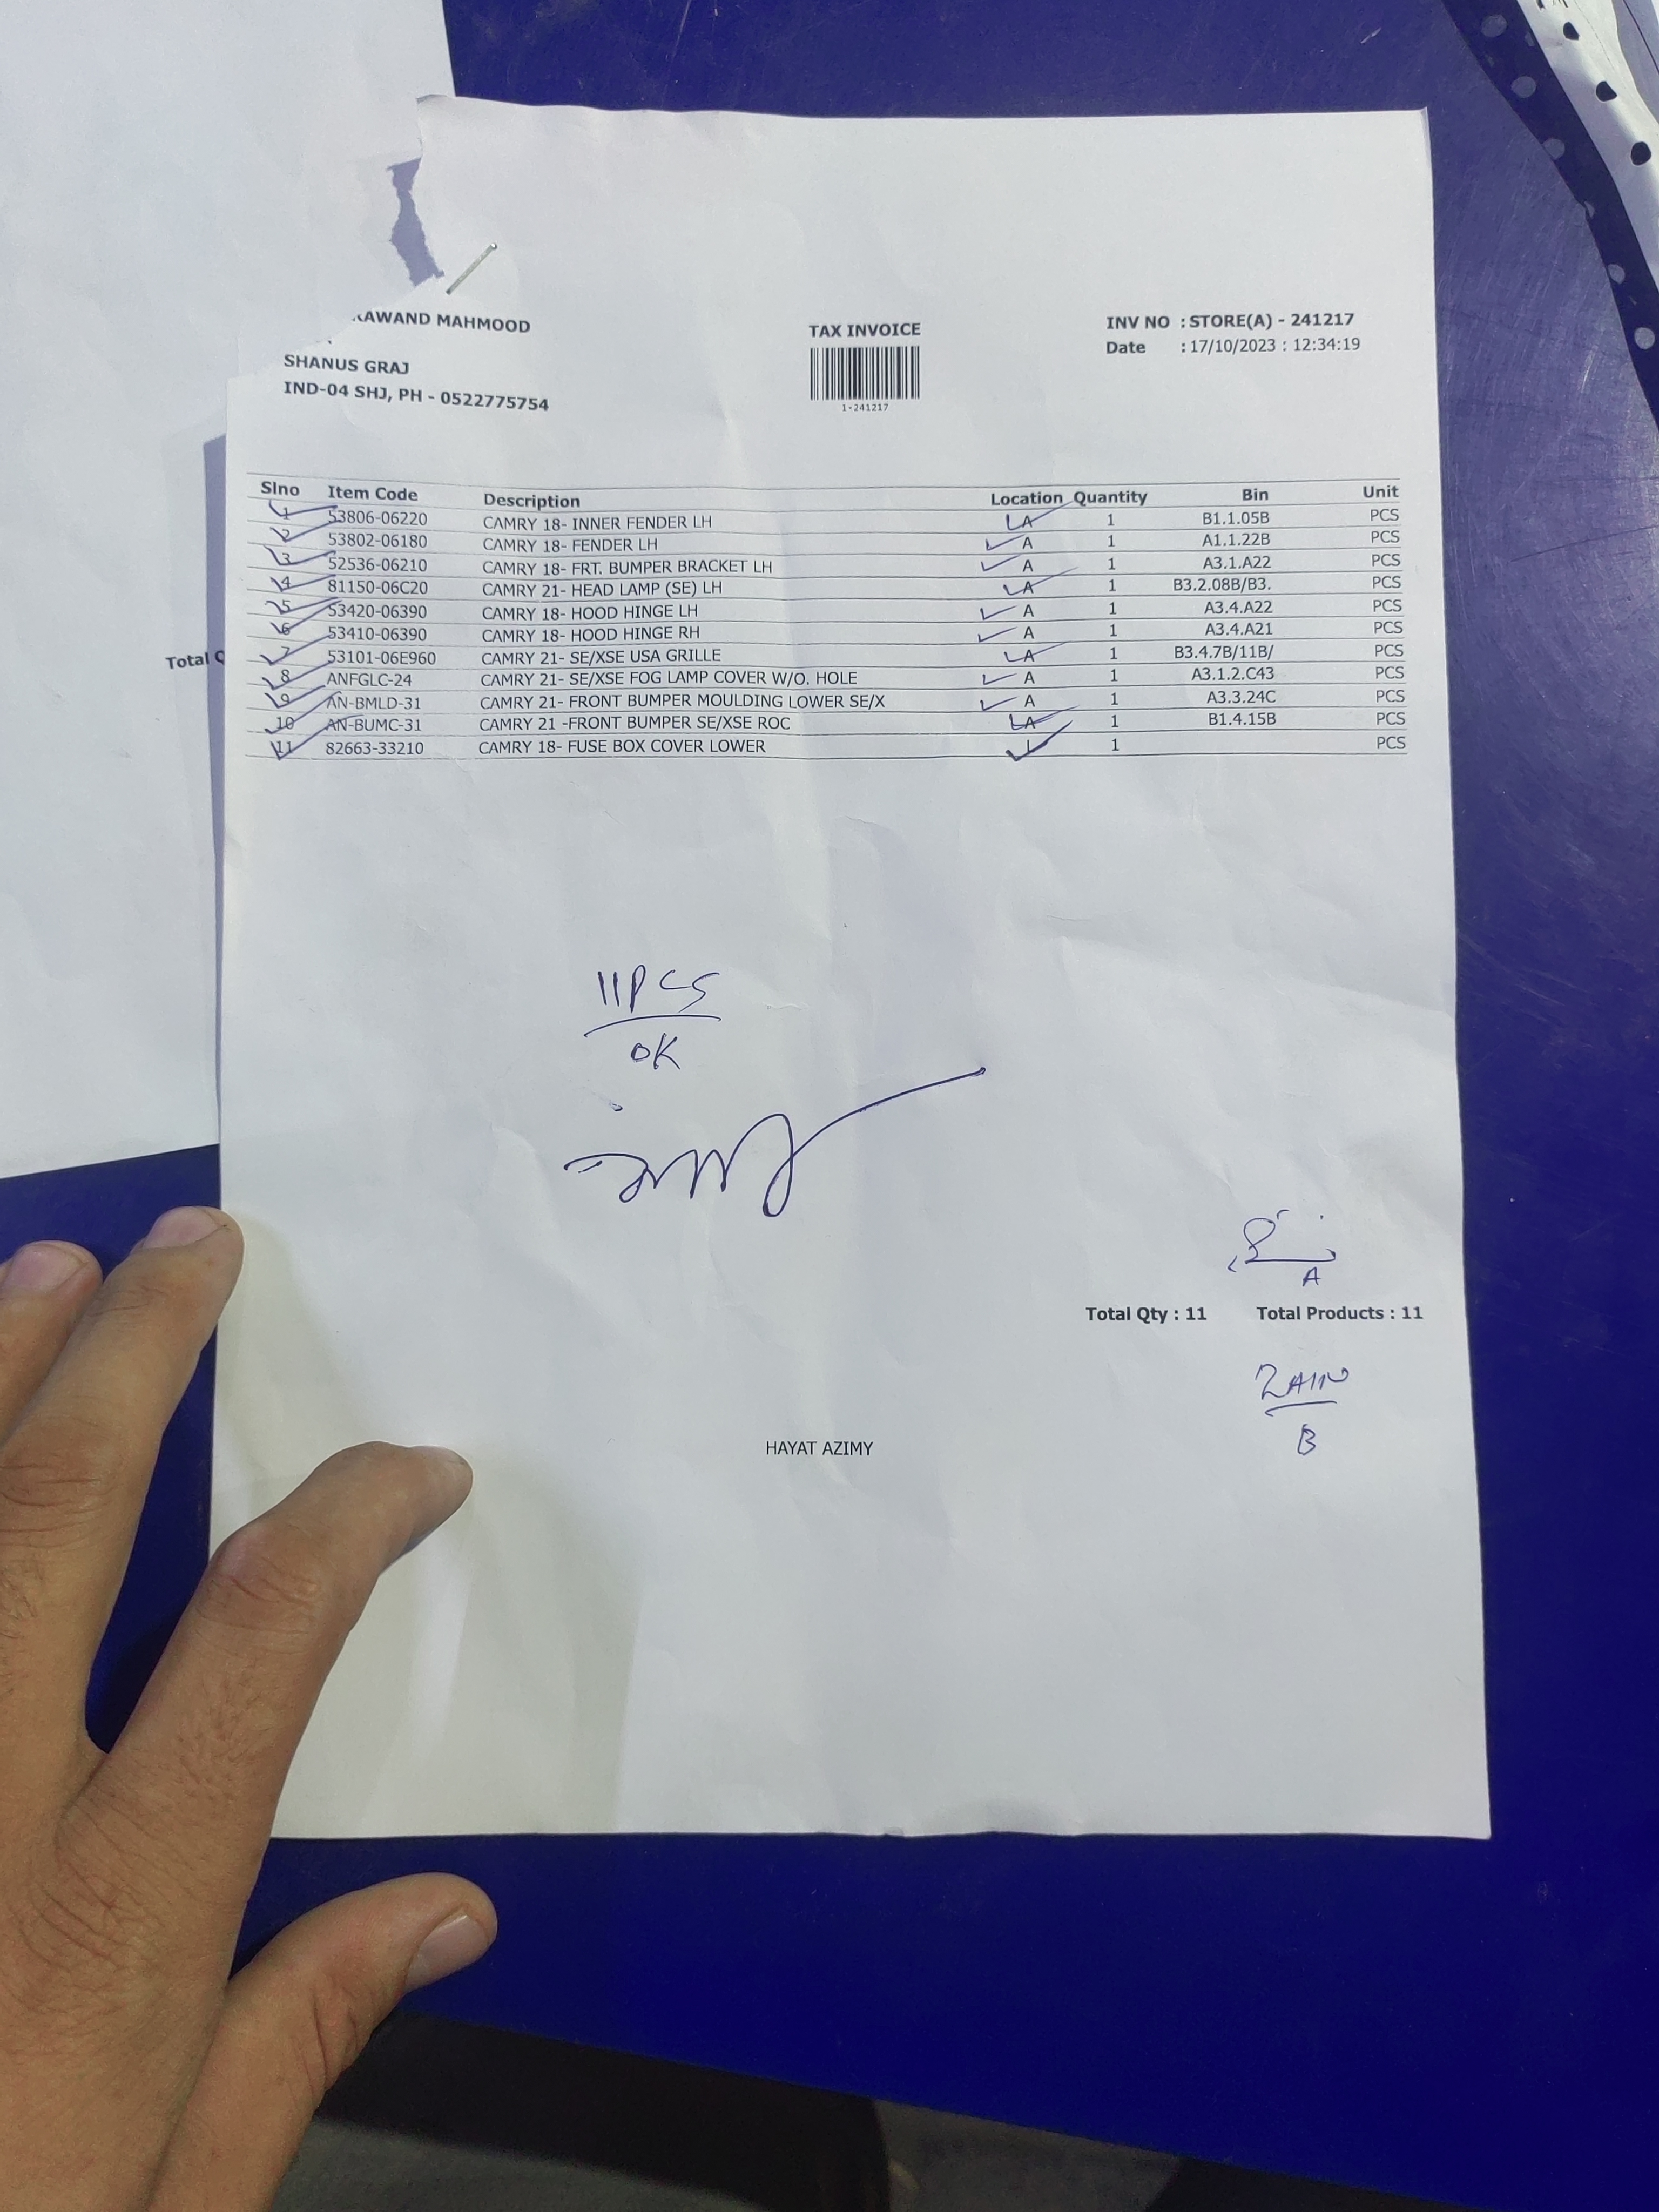 KAWAND MAHMOOD
SHANUS GRAJ
IND-04 SHJ, PH - 0522775754
TAX INVOICE
1-241217
INV NO : STORE(A) - 241217
Date : 17/10/2023 : 12:34:19
Slno Item Code Description Location Quantity Bin Unit
1 53806-06220 CAMRY 18- INNER FENDER LH A 1 B1.1.05B PCS
2 53802-06180 CAMRY 18- FENDER LH A 1 A1.1.22B PCS
3 52536-06210 CAMRY 18- FRT. BUMPER BRACKET LH A 1 A3.1.A22 PCS
4 81150-06C20 CAMRY 21- HEAD LAMP (SE) LH A 1 B3.2.08B/B3. PCS
5 53420-06390 CAMRY 18- HOOD HINGE LH A 1 A3.4.A22 PCS
6 53410-06390 CAMRY 18- HOOD HINGE RH A 1 A3.4.A21 PCS
7 53101-06E960 CAMRY 21- SE/XSE USA GRILLE A 1 B3.4.7B/11B/ PCS
8 ANFGLC-24 CAMRY 21- SE/XSE FOG LAMP COVER W/O. HOLE A 1 A3.1.2.C43 PCS
9 AN-BMLD-31 CAMRY 21- FRONT BUMPER MOULDING LOWER SE/X A 1 A3.3.24C PCS
10 AN-BUMC-31 CAMRY 21 -FRONT BUMPER SE/XSE ROC A 1 B1.4.15B PCS
11 82663-33210 CAMRY 18- FUSE BOX COVER LOWER 1 PCS
Total Q
11PCS
OK
A
Total Qty : 11 Total Products : 11
ZAIN
B
HAYAT AZIMY